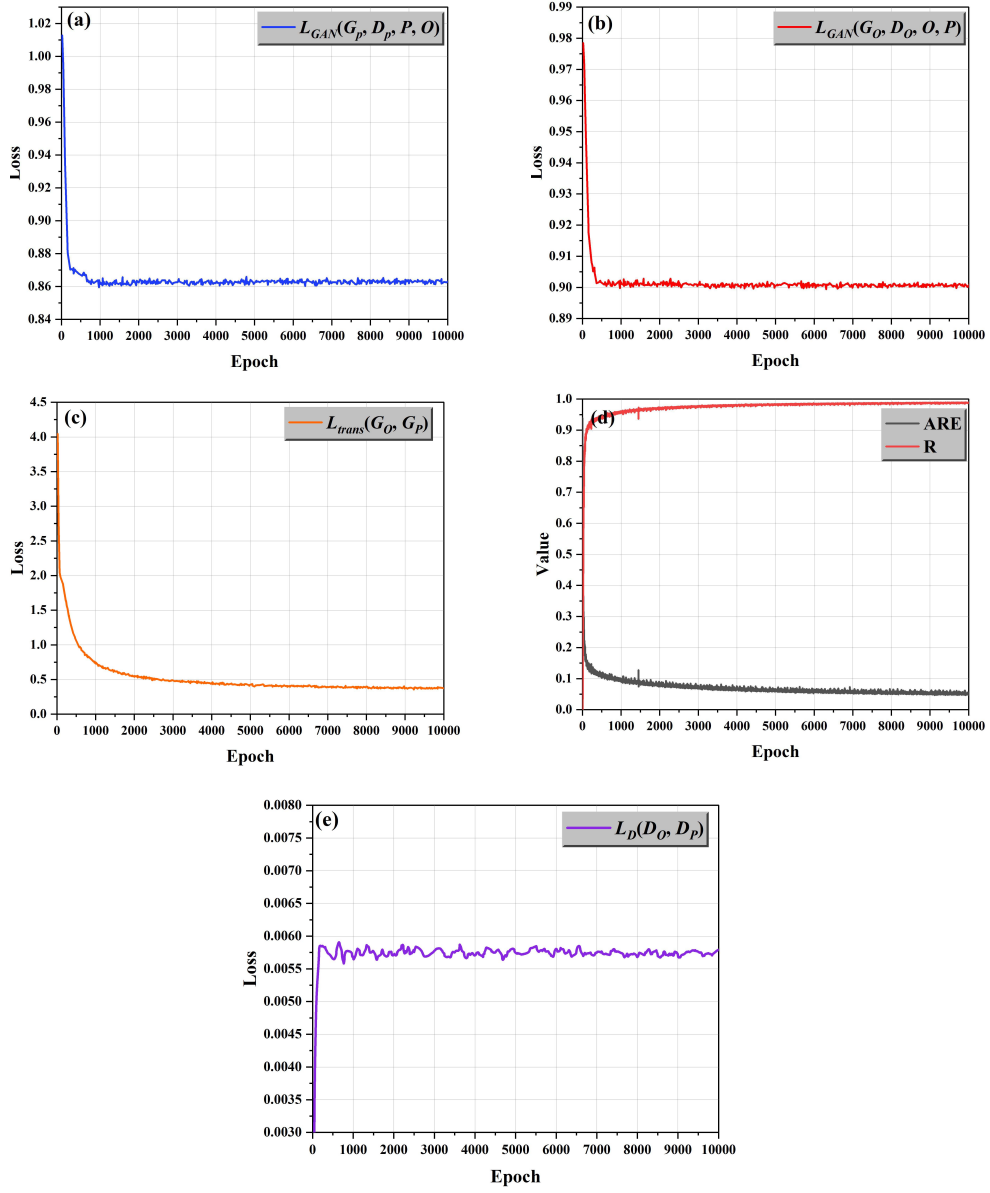 (a)
L_GAN(G_p, D_p, P, O)
1.02
1.00
0.98
0.96
0.94
0.92
0.90
0.88
0.86
0.84
Loss
0 1000 2000 3000 4000 5000 6000 7000 8000 9000 10000
Epoch
(b)
L_GAN(G_O, D_O, O, P)
0.99
0.98
0.97
0.96
0.95
0.94
0.93
0.92
0.91
0.90
0.89
Loss
0 1000 2000 3000 4000 5000 6000 7000 8000 9000 10000
Epoch
(c)
L_trans(G_O, G_P)
4.5
4.0
3.5
3.0
2.5
2.0
1.5
1.0
0.5
0.0
Loss
0 1000 2000 3000 4000 5000 6000 7000 8000 9000 10000
Epoch
(d)
ARE
R
1.0
0.9
0.8
0.7
0.6
0.5
0.4
0.3
0.2
0.1
0.0
Value
0 1000 2000 3000 4000 5000 6000 7000 8000 9000 10000
Epoch
(e)
L_D(D_O, D_P)
0.0080
0.0075
0.0070
0.0065
0.0060
0.0055
0.0050
0.0045
0.0040
0.0035
0.0030
Loss
0 1000 2000 3000 4000 5000 6000 7000 8000 9000 10000
Epoch